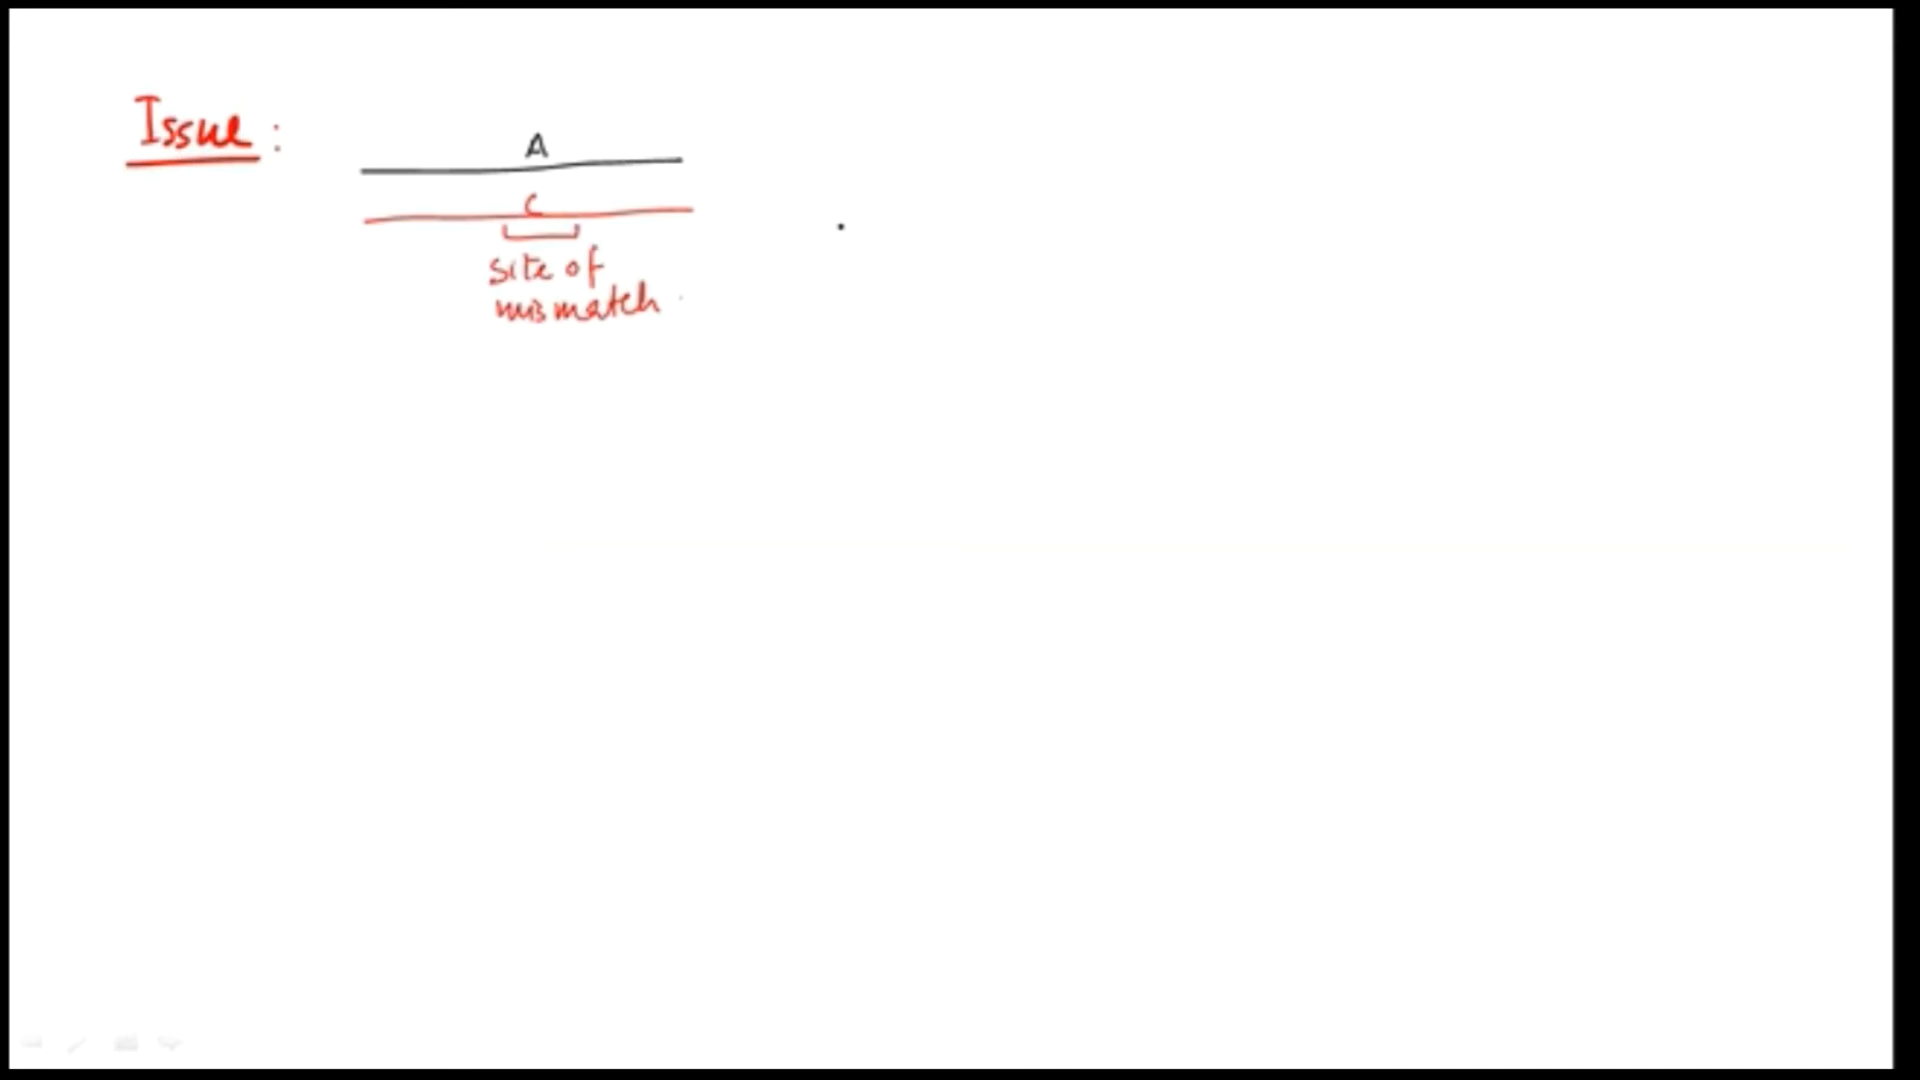 Issue :
A
C
site of
mismatch